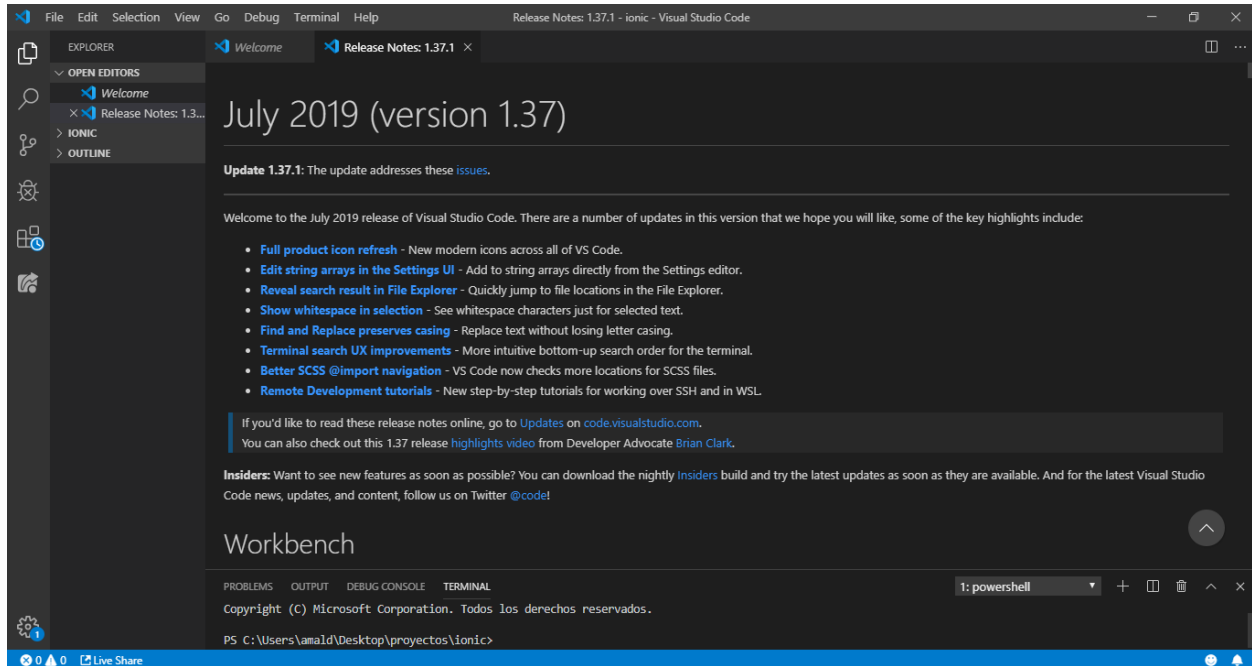 File Edit Selection View Go Debug Terminal Help Release Notes: 1.37.1 - ionic - Visual Studio Code
EXPLORER
Welcome Release Notes: 1.37.1
OPEN EDITORS
Welcome
Release Notes: 1.3...
IONIC
OUTLINE
July 2019 (version 1.37)
Update 1.37.1: The update addresses these issues.
Welcome to the July 2019 release of Visual Studio Code. There are a number of updates in this version that we hope you will like, some of the key highlights include:
• Full product icon refresh - New modern icons across all of VS Code.
• Edit string arrays in the Settings UI - Add to string arrays directly from the Settings editor.
• Reveal search result in File Explorer - Quickly jump to file locations in the File Explorer.
• Show whitespace in selection - See whitespace characters just for selected text.
• Find and Replace preserves casing - Replace text without losing letter casing.
• Terminal search UX improvements - More intuitive bottom-up search order for the terminal.
• Better SCSS @import navigation - VS Code now checks more locations for SCSS files.
• Remote Development tutorials - New step-by-step tutorials for working over SSH and in WSL.
If you'd like to read these release notes online, go to Updates on code.visualstudio.com.
You can also check out this 1.37 release highlights video from Developer Advocate Brian Clark.
Insiders: Want to see new features as soon as possible? You can download the nightly Insiders build and try the latest updates as soon as they are available. And for the latest Visual Studio
Code news, updates, and content, follow us on Twitter @code!
Workbench
PROBLEMS OUTPUT DEBUG CONSOLE TERMINAL 1: powershell
Copyright (C) Microsoft Corporation. Todos los derechos reservados.
PS C:\Users\amald\Desktop\proyectos\ionic>
1
0 0 Live Share